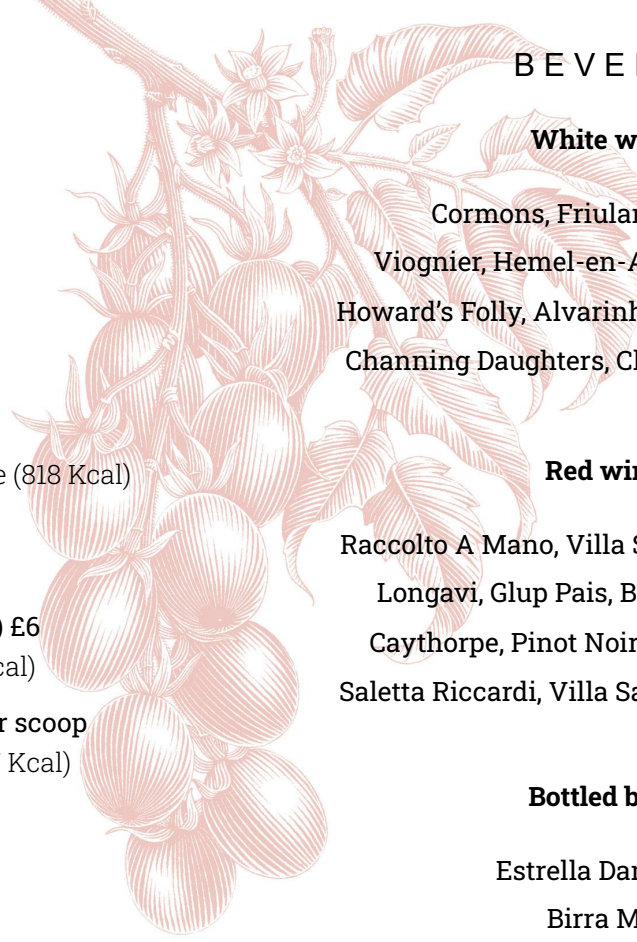 e (818 Kcal)
) £6
cal)
r scoop
Kcal)
BEVE
White w
Cormons, Friular
Viognier, Hemel-en-A
Howard's Folly, Alvarinh
Channing Daughters, Cl
Red wi
Raccolto A Mano, Villa S
Longavi, Glup Pais, B
Caythorpe, Pinot Noir
Saletta Riccardi, Villa Sa
Bottled b
Estrella Dar
Birra M